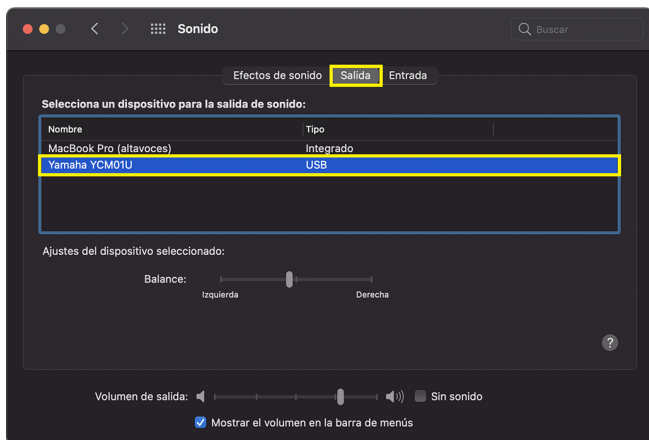 Sonido
Buscar
Efectos de sonido Salida Entrada
Selecciona un dispositivo para la salida de sonido:
Nombre Tipo
MacBook Pro (altavoces) Integrado
Yamaha YCM01U USB
Ajustes del dispositivo seleccionado:
Balance:
Izquierda Derecha
?
Volumen de salida: Sin sonido
Mostrar el volumen en la barra de menús